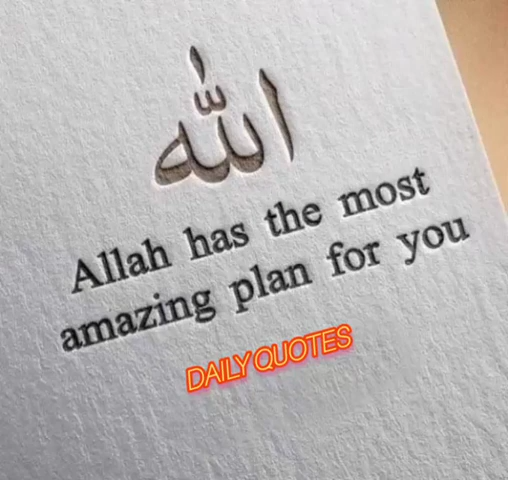 الله
Allah has the most
amazing plan for you
DAILY QUOTES